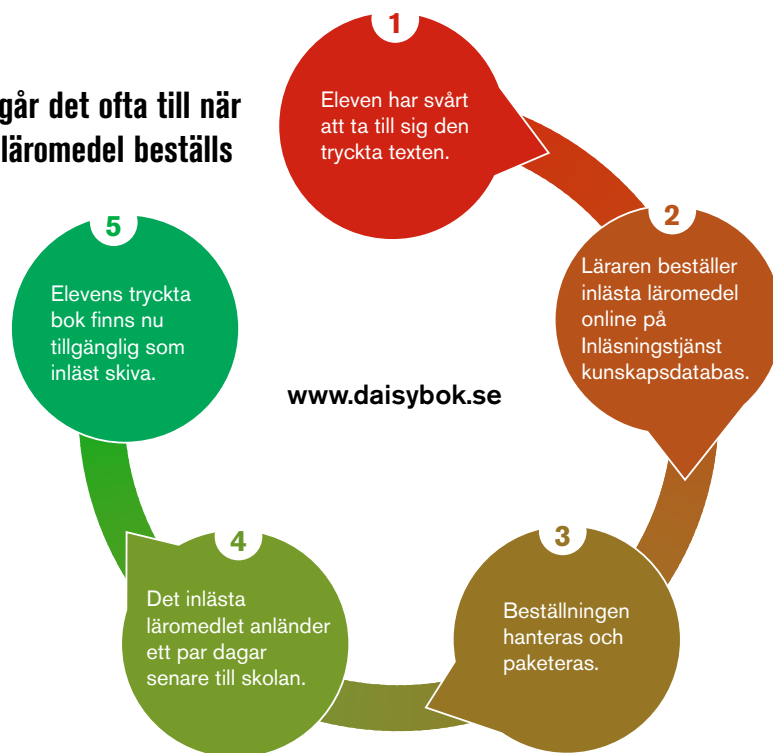 går det ofta till när
läromedel beställs
1
Eleven har svårt
att ta till sig den
tryckta texten.
2
Läraren beställer
inlästa läromedel
online på
Inläsningstjänst
kunskapsdatabas.
3
Beställningen
hanteras och
paketeras.
4
Det inlästa
läromedlet anländer
ett par dagar
senare till skolan.
5
Elevens tryckta
bok finns nu
tillgänglig som
inläst skiva.
www.daisybok.se